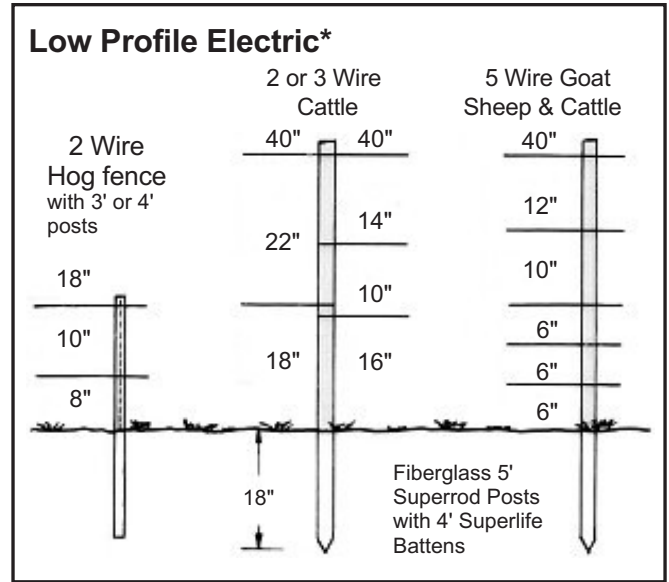 Low Profile Electric*
2 Wire
Hog fence
with 3' or 4'
posts
18"
10"
8"
2 or 3 Wire
Cattle
40" 40"
22"
14"
10"
18" 16"
18"
5 Wire Goat
Sheep & Cattle
40"
12"
10"
6"
6"
6"
Fiberglass 5'
Superrod Posts
with 4' Superlife
Battens